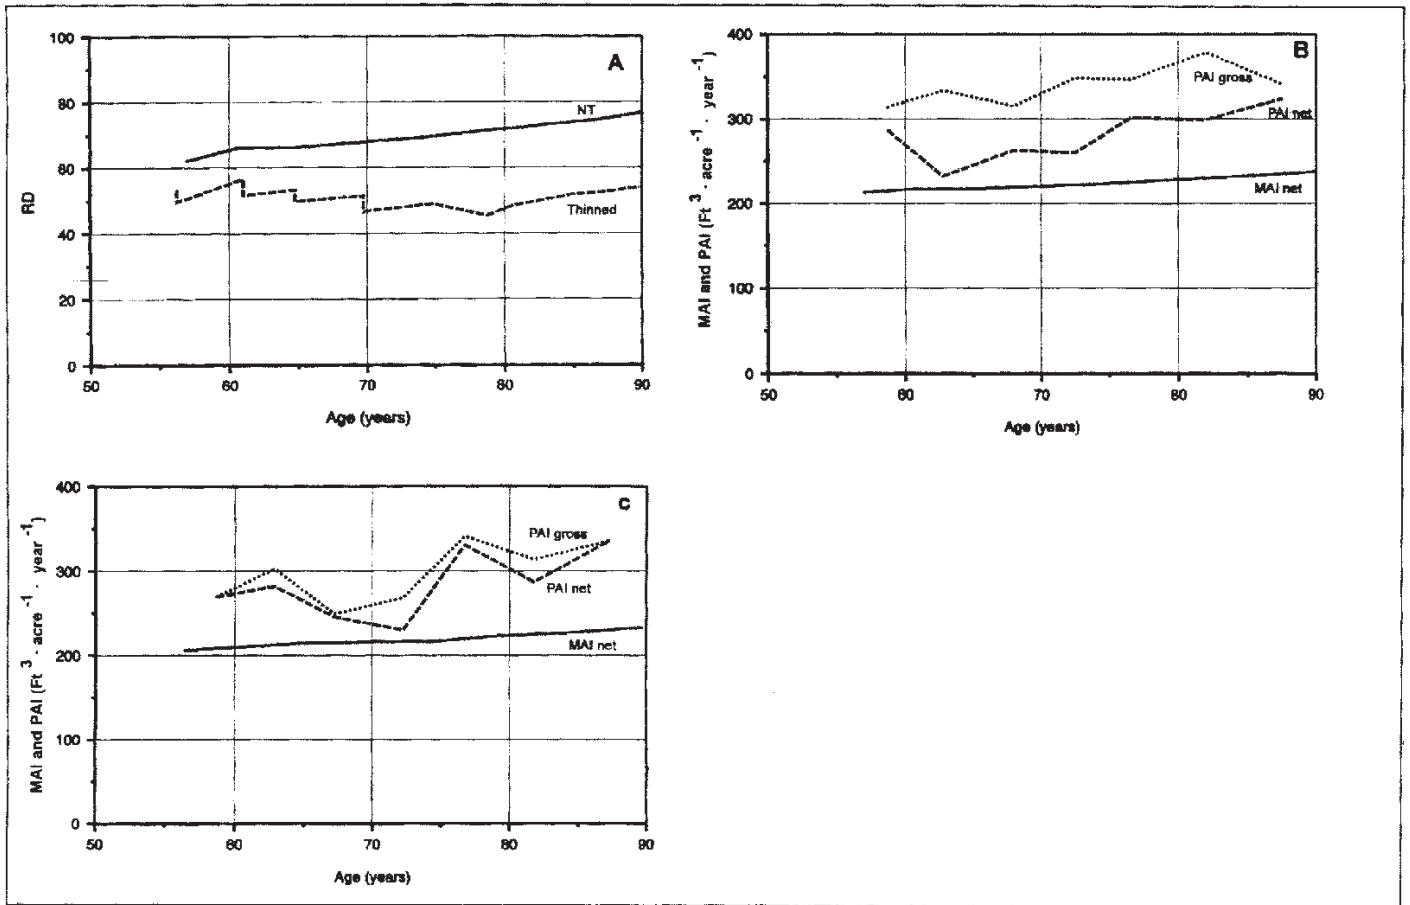 A
100
80
60
40
20
0
RD
NT
Thinned
50 60 70 80 90
Age (years)
B
400
300
200
100
0
MAI and PAI (Ft 3 · acre -1 · year -1)
PAI gross
PAI net
MAI net
50 60 70 80 90
Age (years)
C
400
300
200
100
0
MAI and PAI (Ft 3 · acre -1 · year -1)
PAI gross
PAI net
MAI net
50 60 70 80 90
Age (years)